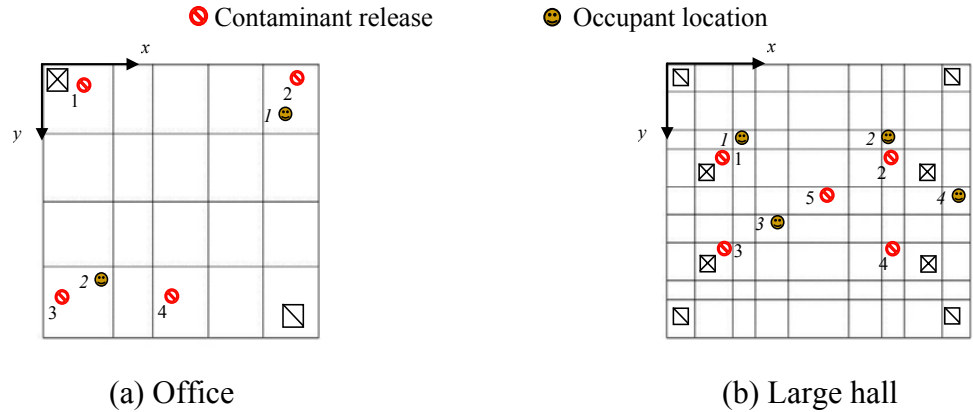 Contaminant release Occupant location
x x
1 2
1
y y
1 2
1 2
5 4
3
2 3
3 4 4
(a) Office (b) Large hall